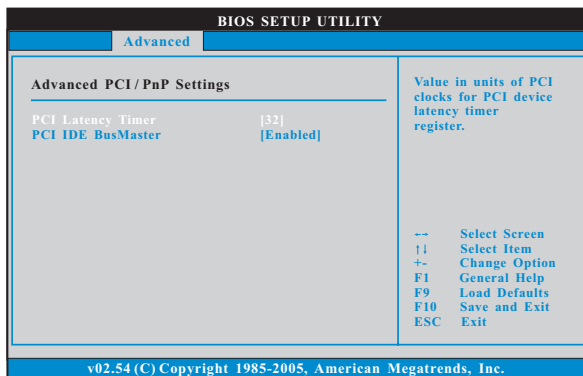 BIOS SETUP UTILITY
Advanced
Advanced PCI / PnP Settings
PCI Latency Timer [32]
PCI IDE BusMaster [Enabled]
Value in units of PCI
clocks for PCI device
latency timer
register.
←→ Select Screen
↑↓ Select Item
+- Change Option
F1 General Help
F9 Load Defaults
F10 Save and Exit
ESC Exit
v02.54 (C) Copyright 1985-2005, American Megatrends, Inc.